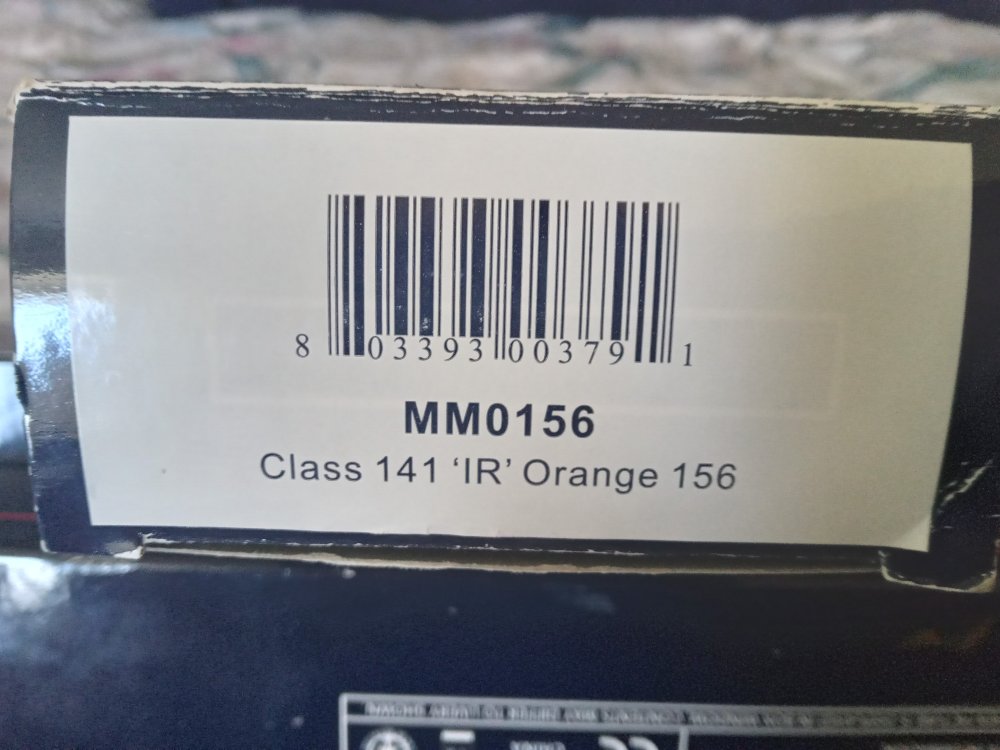 8 03393 00379 1
MM0156
Class 141 ‘IR’ Orange 156